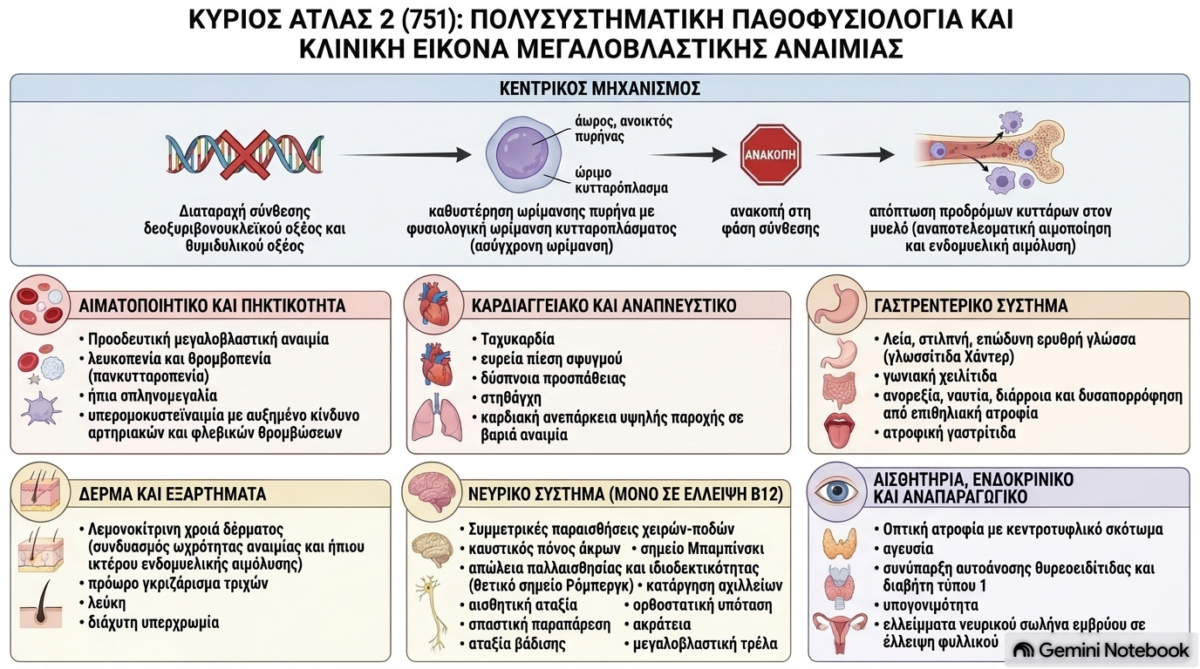 ΚΥΡΙΟΣ ΑΤΛΑΣ 2 (751): ΠΟΛΥΣΥΣΤΗΜΑΤΙΚΗ ΠΑΘΟΦΥΣΙΟΛΟΓΙΑ ΚΑΙ
ΚΛΙΝΙΚΗ ΕΙΚΟΝΑ ΜΕΓΑΛΟΒΛΑΣΤΙΚΗΣ ΑΝΑΙΜΙΑΣ
ΚΕΝΤΡΙΚΟΣ ΜΗΧΑΝΙΣΜΟΣ
Διαταραχή σύνθεσης
δεοξυριβονουκλεϊκού οξέος και
θυμιδυλικού οξέος
άωρος, ανοικτός
πυρήνας
ώριμο
κυτταρόπλασμα
καθυστέρηση ωρίμανσης πυρήνα με
φυσιολογική ωρίμανση κυτταροπλάσματος
(ασύγχρονη ωρίμανση)
ΑΝΑΚΟΠΗ
ανακοπή στη
φάση σύνθεσης
απόπτωση προδρόμων κυττάρων στον
μυελό (αναποτελεοματική αιμοποίηση
και ενδομυελική αιμόλυση)
ΑΙΜΑΤΟΠΟΙΗΤΙΚΟ ΚΑΙ ΠΗΚΤΙΚΟΤΗΤΑ
• Προοδευτική μεγαλοβλαστική αναιμία
• λευκοπενία και θρομβοπενία
(πανκυτταροπενία)
• ήπια σπληνομεγαλία
• υπερομοκυστεϊναιμία με αυξημένο κίνδυνο
αρτηριακών και φλεβικών θρομβώσεων
ΚΑΡΔΙΑΓΓΕΙΑΚΟ ΚΑΙ ΑΝΑΠΝΕΥΣΤΙΚΟ
• Ταχυκαρδία
• ευρεία πίεση σφυγμού
• δύσπνοια προσπάθειας
• στηθάγχη
• καρδιακή ανεπάρκεια υψηλής παροχής σε
βαριά αναιμία
ΓΑΣΤΡΕΝΤΕΡΙΚΟ ΣΥΣΤΗΜΑ
• Λεία, στιλπνή, επώδυνη ερυθρή γλώσσα
(γλωσσίτιδα Χάντερ)
• γωνιακή χειλίτιδα
• ανορεξία, ναυτία, διάρροια και δυσαπορρόφηση
από επιθηλιακή ατροφία
• ατροφική γαστρίτιδα
ΔΕΡΜΑ ΚΑΙ ΕΞΑΡΤΗΜΑΤΑ
• Λεμονοκίτρινη χροιά δέρματος
(συνδυασμός ωχρότητας αναιμίας και ήπιου
ικτέρου ενδομυελικής αιμόλυσης)
• πρόωρο γκριζάρισμα τριχών
• λεύκη
• διάχυτη υπερχρωμία
ΝΕΥΡΙΚΟ ΣΥΣΤΗΜΑ (ΜΟΝΟ ΣΕ ΕΛΛΕΙΨΗ Β12)
• Συμμετρικές παραισθήσεις χειρών-ποδών
• καυστικός πόνος άκρων • σημείο Μπαμπίνσκι
• απώλεια παλλαισθησίας και ιδιοδεκτικότητας
(θετικό σημείο Ρόμπεργκ) • κατάργηση αχιλλείων
• αισθητική αταξία • ορθοστατική υπόταση
• σπαστική παραπάρεση • ακράτεια
• αταξία βάδισης • μεγαλοβλαστική τρέλα
ΑΙΣΘΗΤΗΡΙΑ, ΕΝΔΟΚΡΙΝΙΚΟ
ΚΑΙ ΑΝΑΠΑΡΑΓΩΓΙΚΟ
• Οπτική ατροφία με κεντροτυφλικό σκότωμα
• αγευσία
• συνύπαρξη αυτοάνοσης θυρεοειδίτιδας και
διαβήτη τύπου 1
• υπογονιμότητα
• ελλείμματα νευρικού σωλήνα εμβρύου σε
έλλειψη φυλλικού
Gemini Notebook